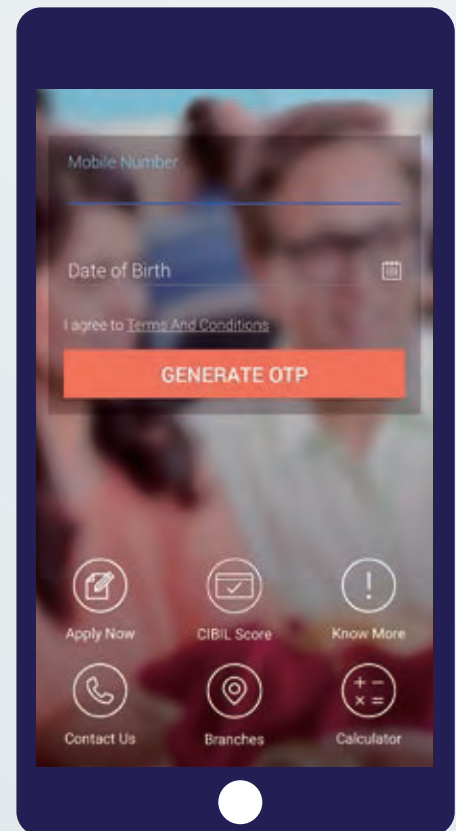 Mobile Number
Date of Birth
I agree to Terms And Conditions
GENERATE OTP
Apply Now
CIBIL Score
Know More
Contact Us
Branches
Calculator